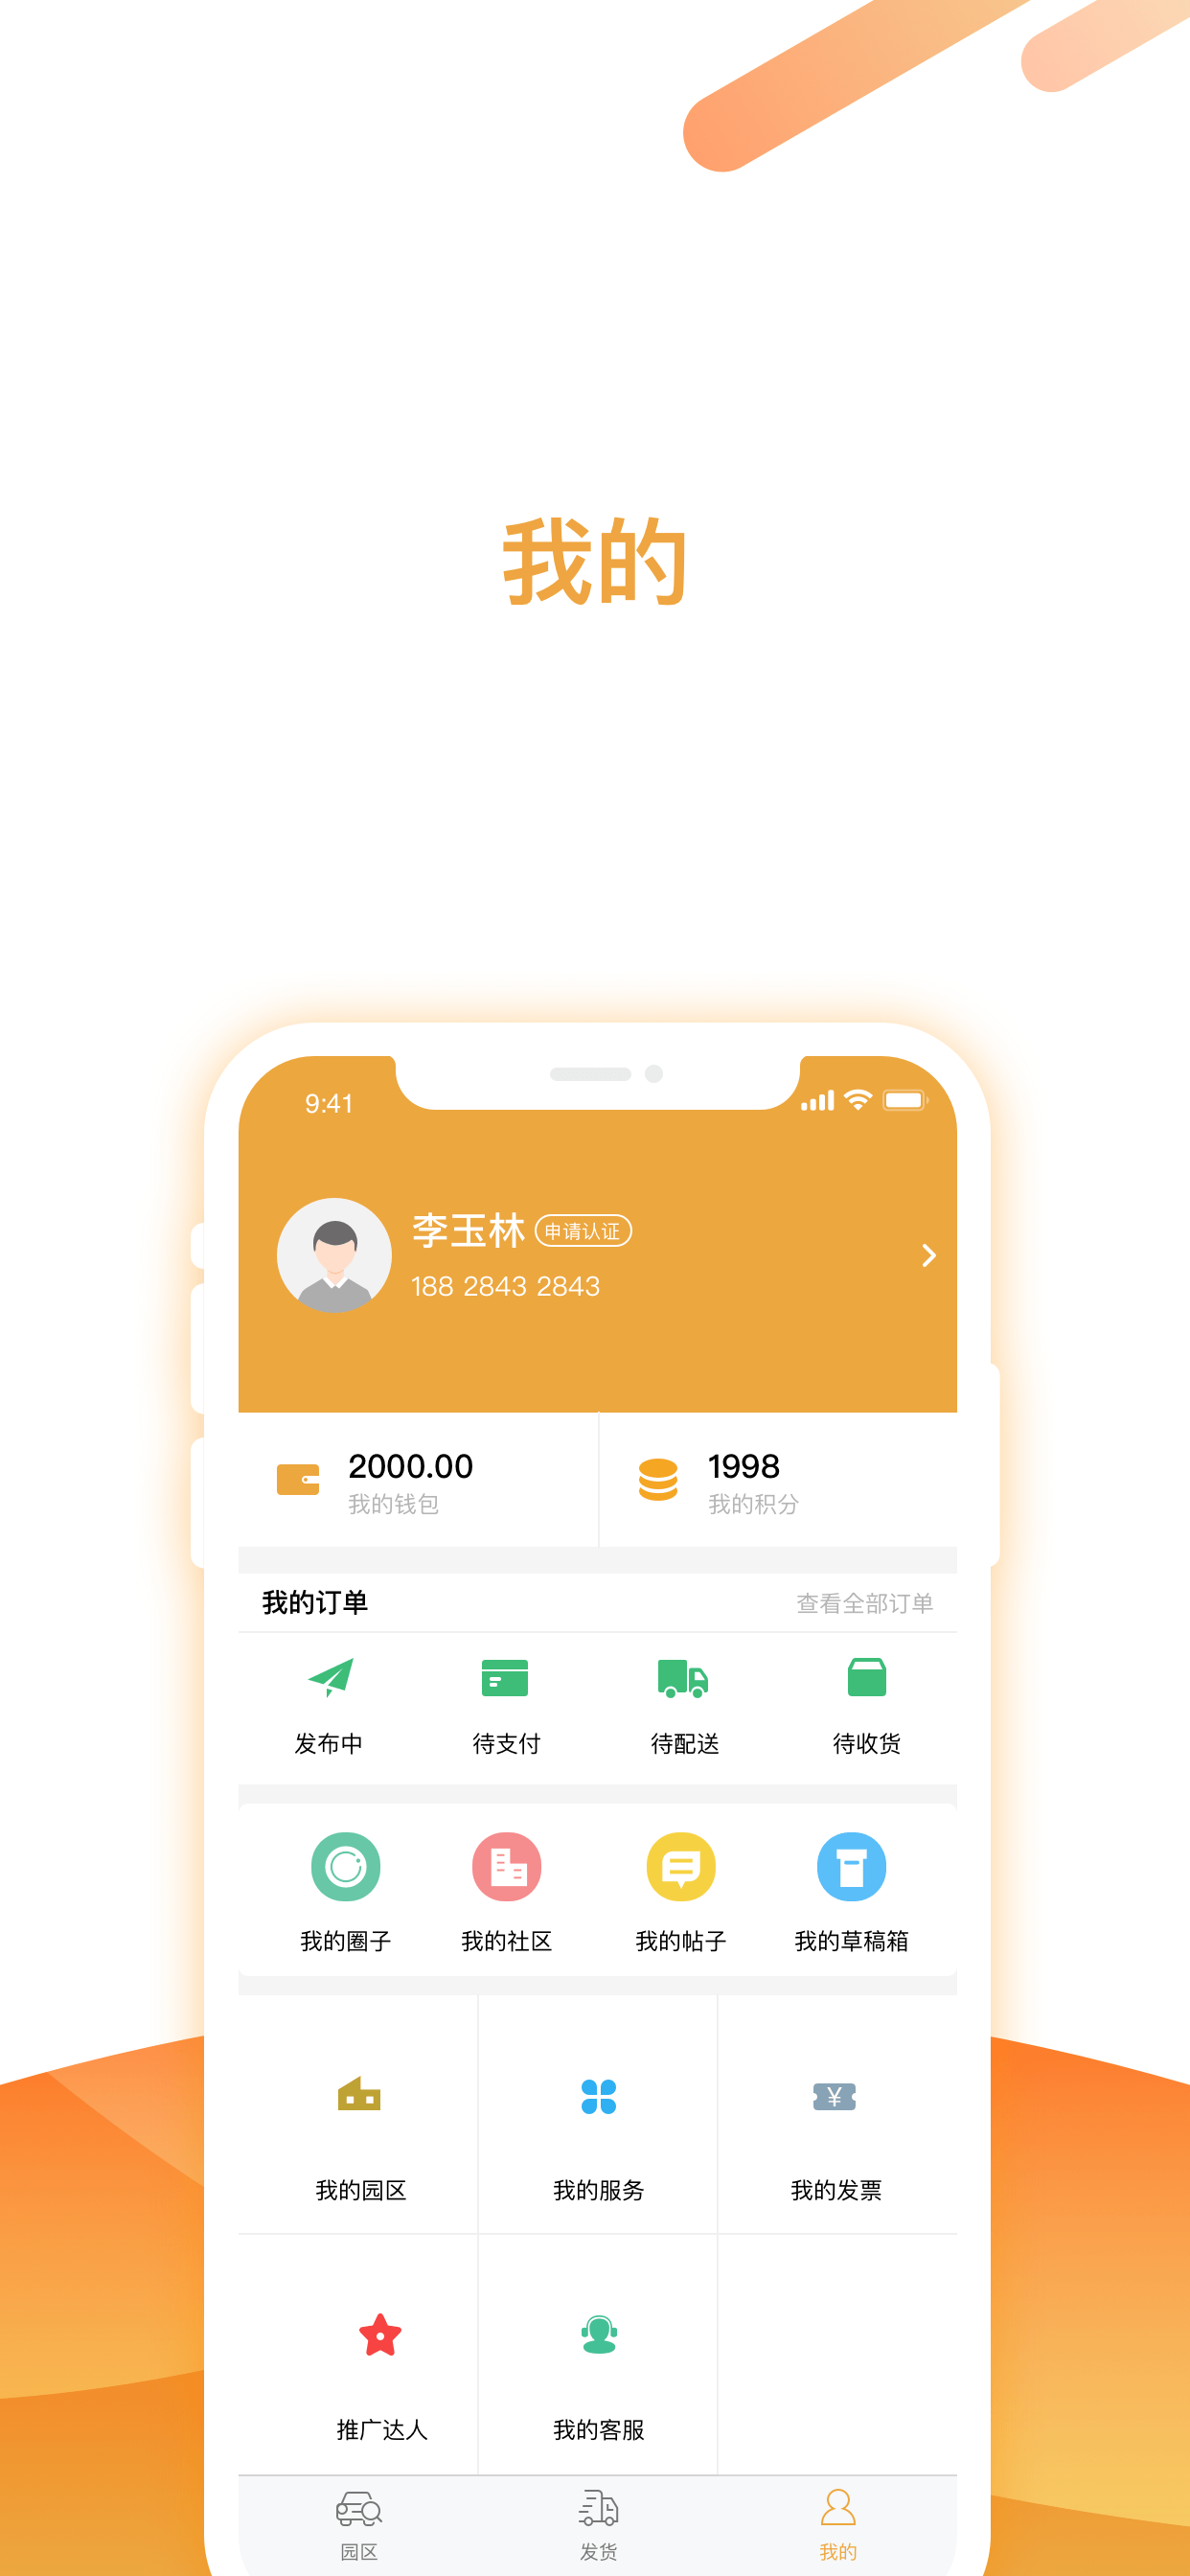 我的
9:41
李玉林 申请认证
188 2843 2843
2000.00
我的钱包
1998
我的积分
我的订单 查看全部订单
发布中 待支付 待配送 待收货
我的圈子 我的社区 我的帖子 我的草稿箱
¥
我的园区 我的服务 我的发票
推广达人 我的客服
园区 发货 我的